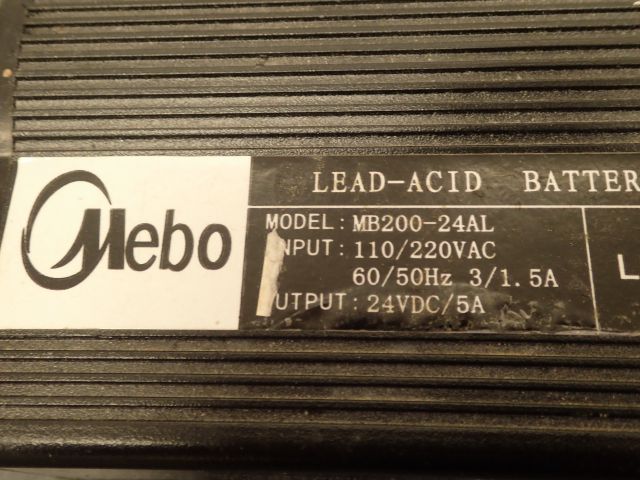 Mebo
LEAD-ACID BATTER
MODEL: MB200-24AL
NPUT: 110/220VAC
60/50Hz 3/1.5A
UTPUT: 24VDC/5A
L